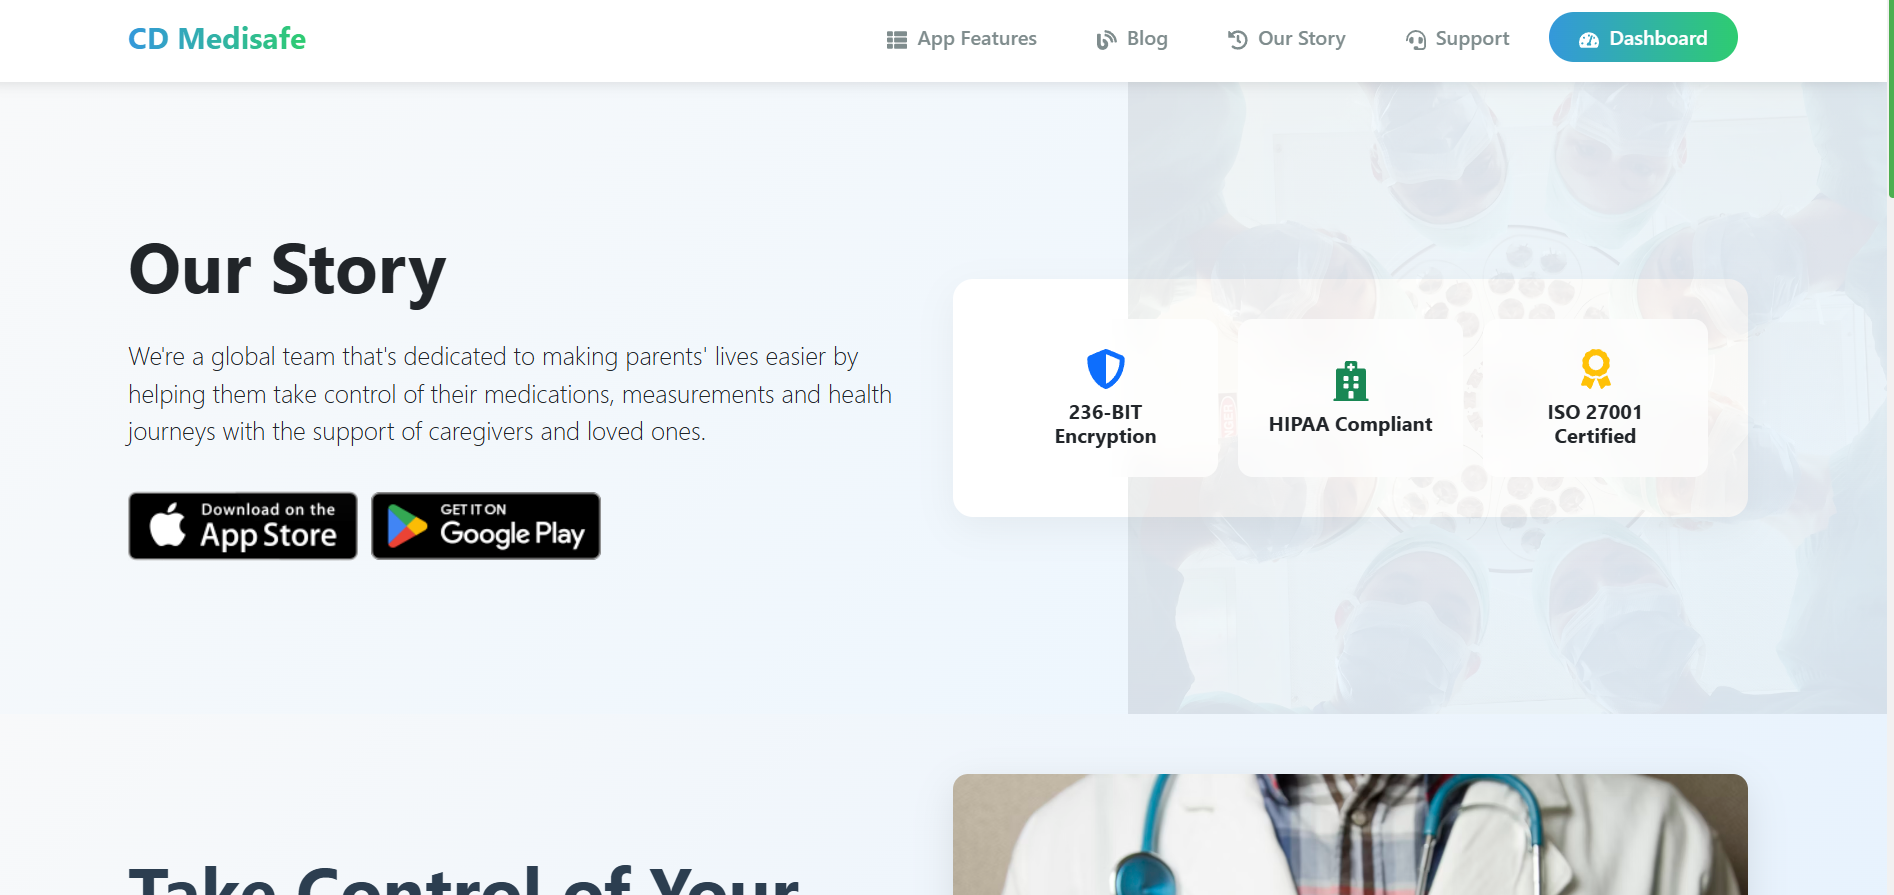 CD Medisafe
App Features
Blog
Our Story
Support
Dashboard
Our Story
We're a global team that's dedicated to making parents' lives easier by
helping them take control of their medications, measurements and health
journeys with the support of caregivers and loved ones.
Download on the
App Store
GET IT ON
Google Play
236-BIT
Encryption
HIPAA Compliant
ISO 27001
Certified
Take Control of Your